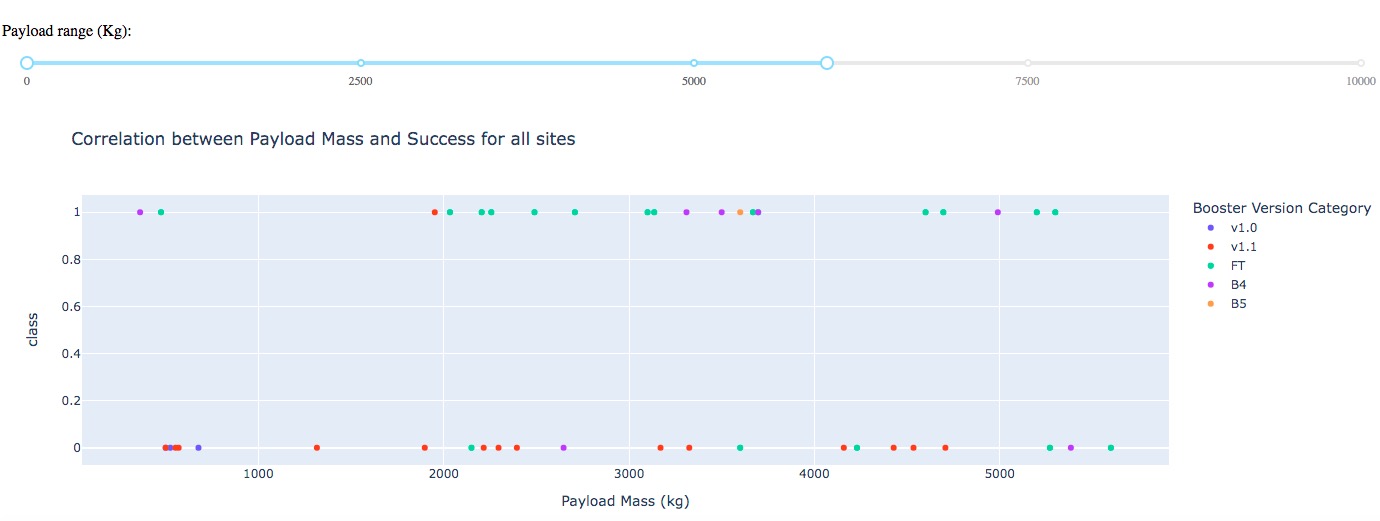 Payload range (Kg):
0 2500 5000 7500 10000
Correlation between Payload Mass and Success for all sites
1
0.8
0.6
0.4
0.2
0
class
1000 2000 3000 4000 5000
Payload Mass (kg)
Booster Version Category
v1.0
v1.1
FT
B4
B5